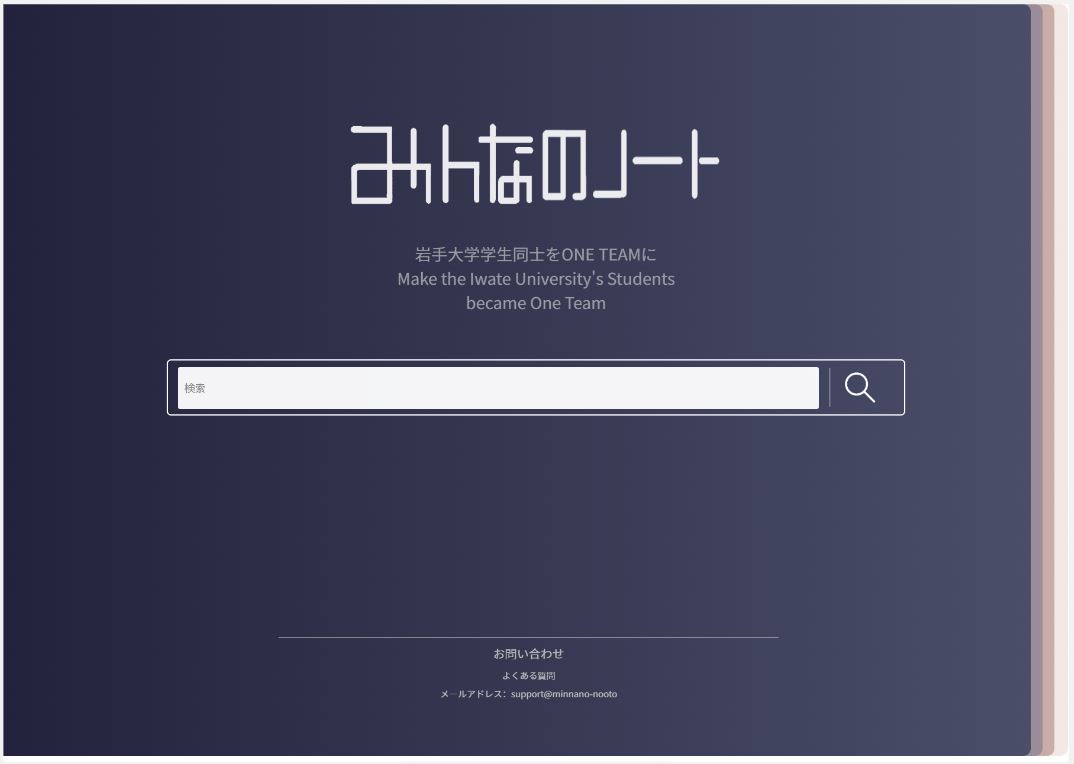 みんなのノート
岩手大学学生同士をONE TEAMに
Make the Iwate University's Students
became One Team
検索
お問い合わせ
よくある質問
メールアドレス：support@minnano-nooto